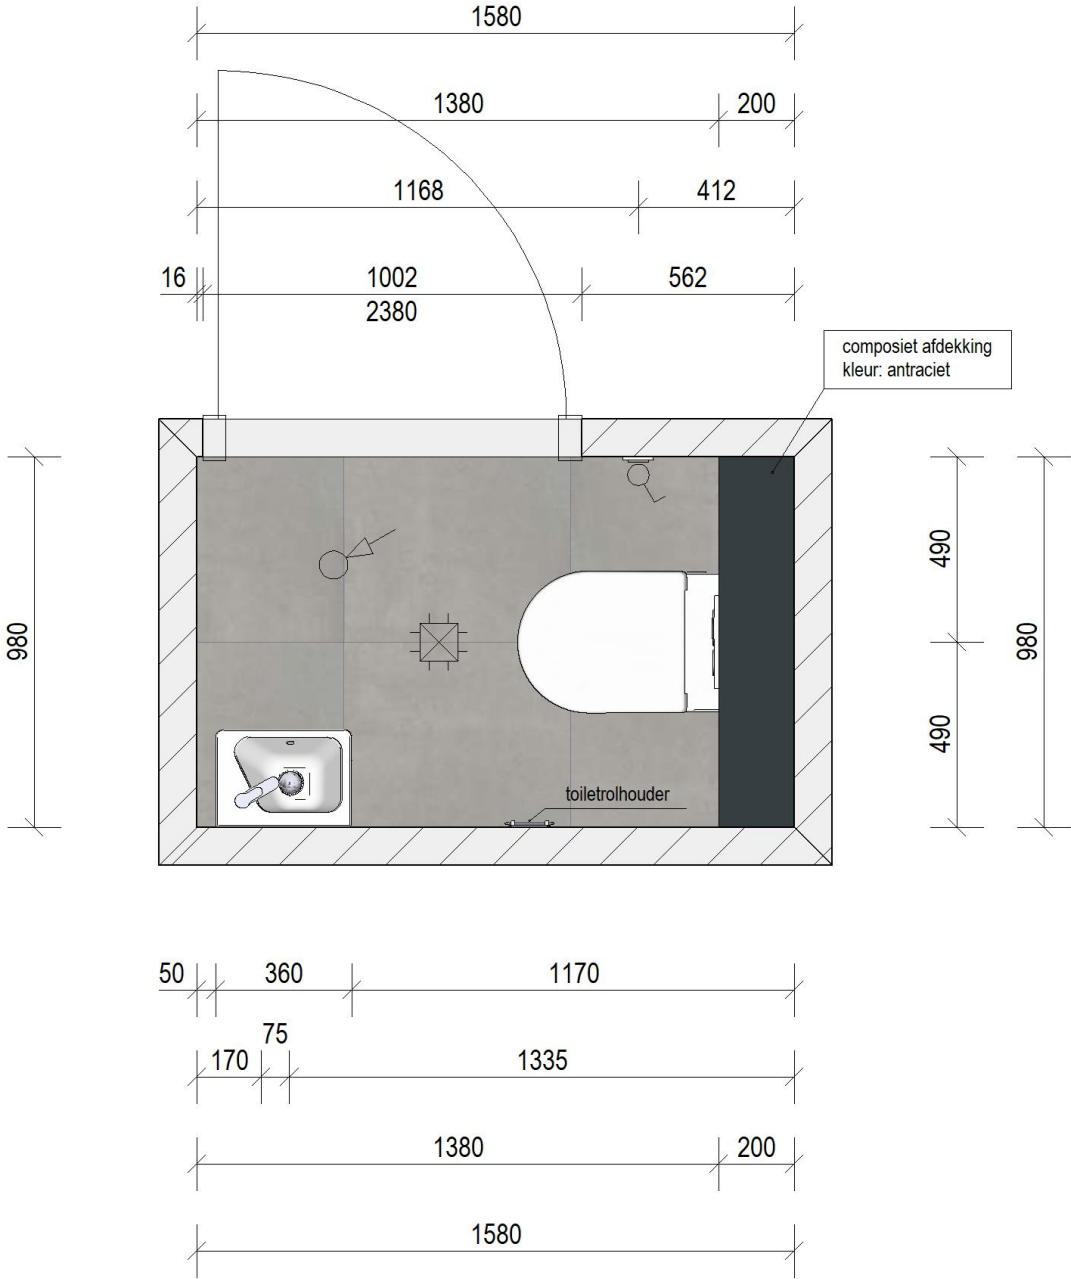 1580
1380 200
1168 412
16 1002 562
2380
composiet afdekking
kleur: antraciet
980
490
490
980
toiletrolhouder
50 360 1170
75
170 1335
1380 200
1580